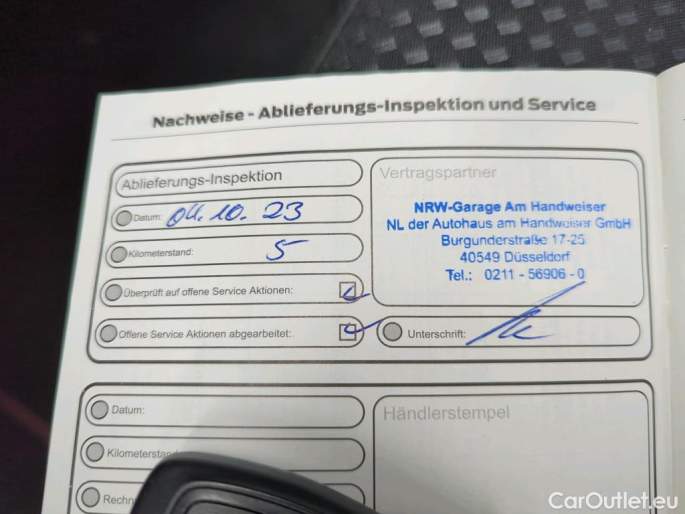 Nachweise - Ablieferungs-Inspektion und Service
Ablieferungs-Inspektion
Datum: 04.10.23
Kilometerstand: 5
Überprüft auf offene Service Aktionen:
Offene Service Aktionen abgearbeitet:
Vertragspartner
NRW-Garage Am Handweiser
NL der Autohaus am Handweiser GmbH
Burgunderstraße 17-25
40549 Düsseldorf
Tel.: 0211 - 56906 - 0
Unterschrift:
Datum:
Kilometerstand
Rechn
Händlerstempel
CarOutlet.eu